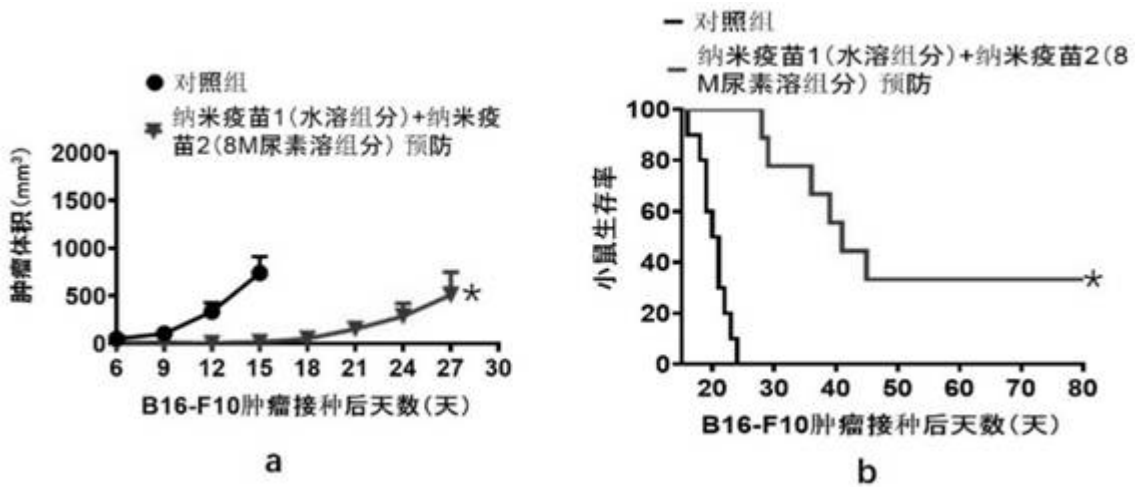 对照组
纳米疫苗1(水溶组分)+纳米疫
苗2(8M尿素溶组分) 预防
2000
1500
1000
500
0
肿瘤体积(mm³)
6 9 12 15 18 21 24 27 30
*
B16-F10肿瘤接种后天数(天)
a
对照组
纳米疫苗1(水溶组分)+纳米疫苗2(8
M尿素溶组分) 预防
100
80
60
40
20
0
小鼠生存率
20 30 40 50 60 70 80
*
B16-F10肿瘤接种后天数(天)
b